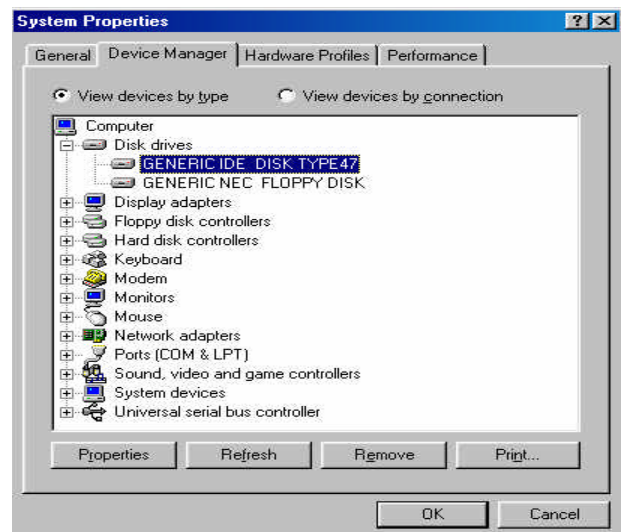 System Properties
General Device Manager Hardware Profiles Performance
View devices by type View devices by connection
Computer
Disk drives
GENERIC IDE DISK TYPE47
GENERIC NEC FLOPPY DISK
Display adapters
Floppy disk controllers
Hard disk controllers
Keyboard
Modem
Monitors
Mouse
Network adapters
Ports (COM & LPT)
Sound, video and game controllers
System devices
Universal serial bus controller
Properties Refresh Remove Print...
OK Cancel